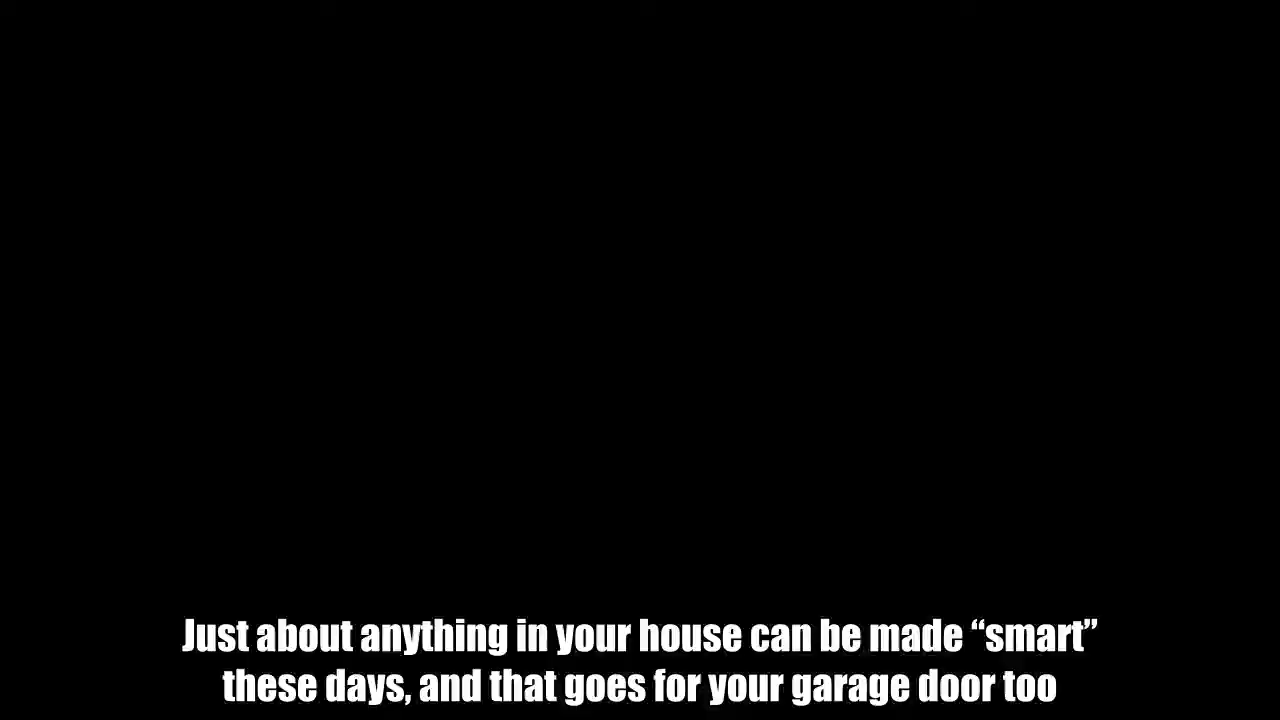 Just about anything in your house can be made “smart”
these days, and that goes for your garage door too